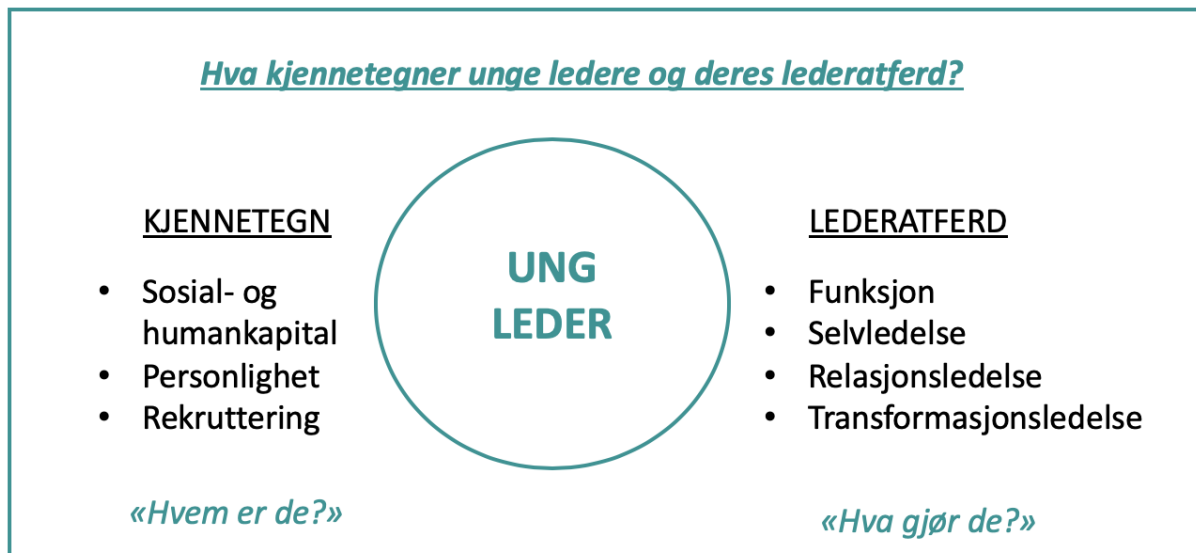 Hva kjennetegner unge ledere og deres lederatferd?
KJENNETEGN
• Sosial- og
humankapital
• Personlighet
• Rekruttering
«Hvem er de?»
UNG
LEDER
LEDERATFERD
• Funksjon
• Selvledelse
• Relasjonsledelse
• Transformasjonsledelse
«Hva gjør de?»